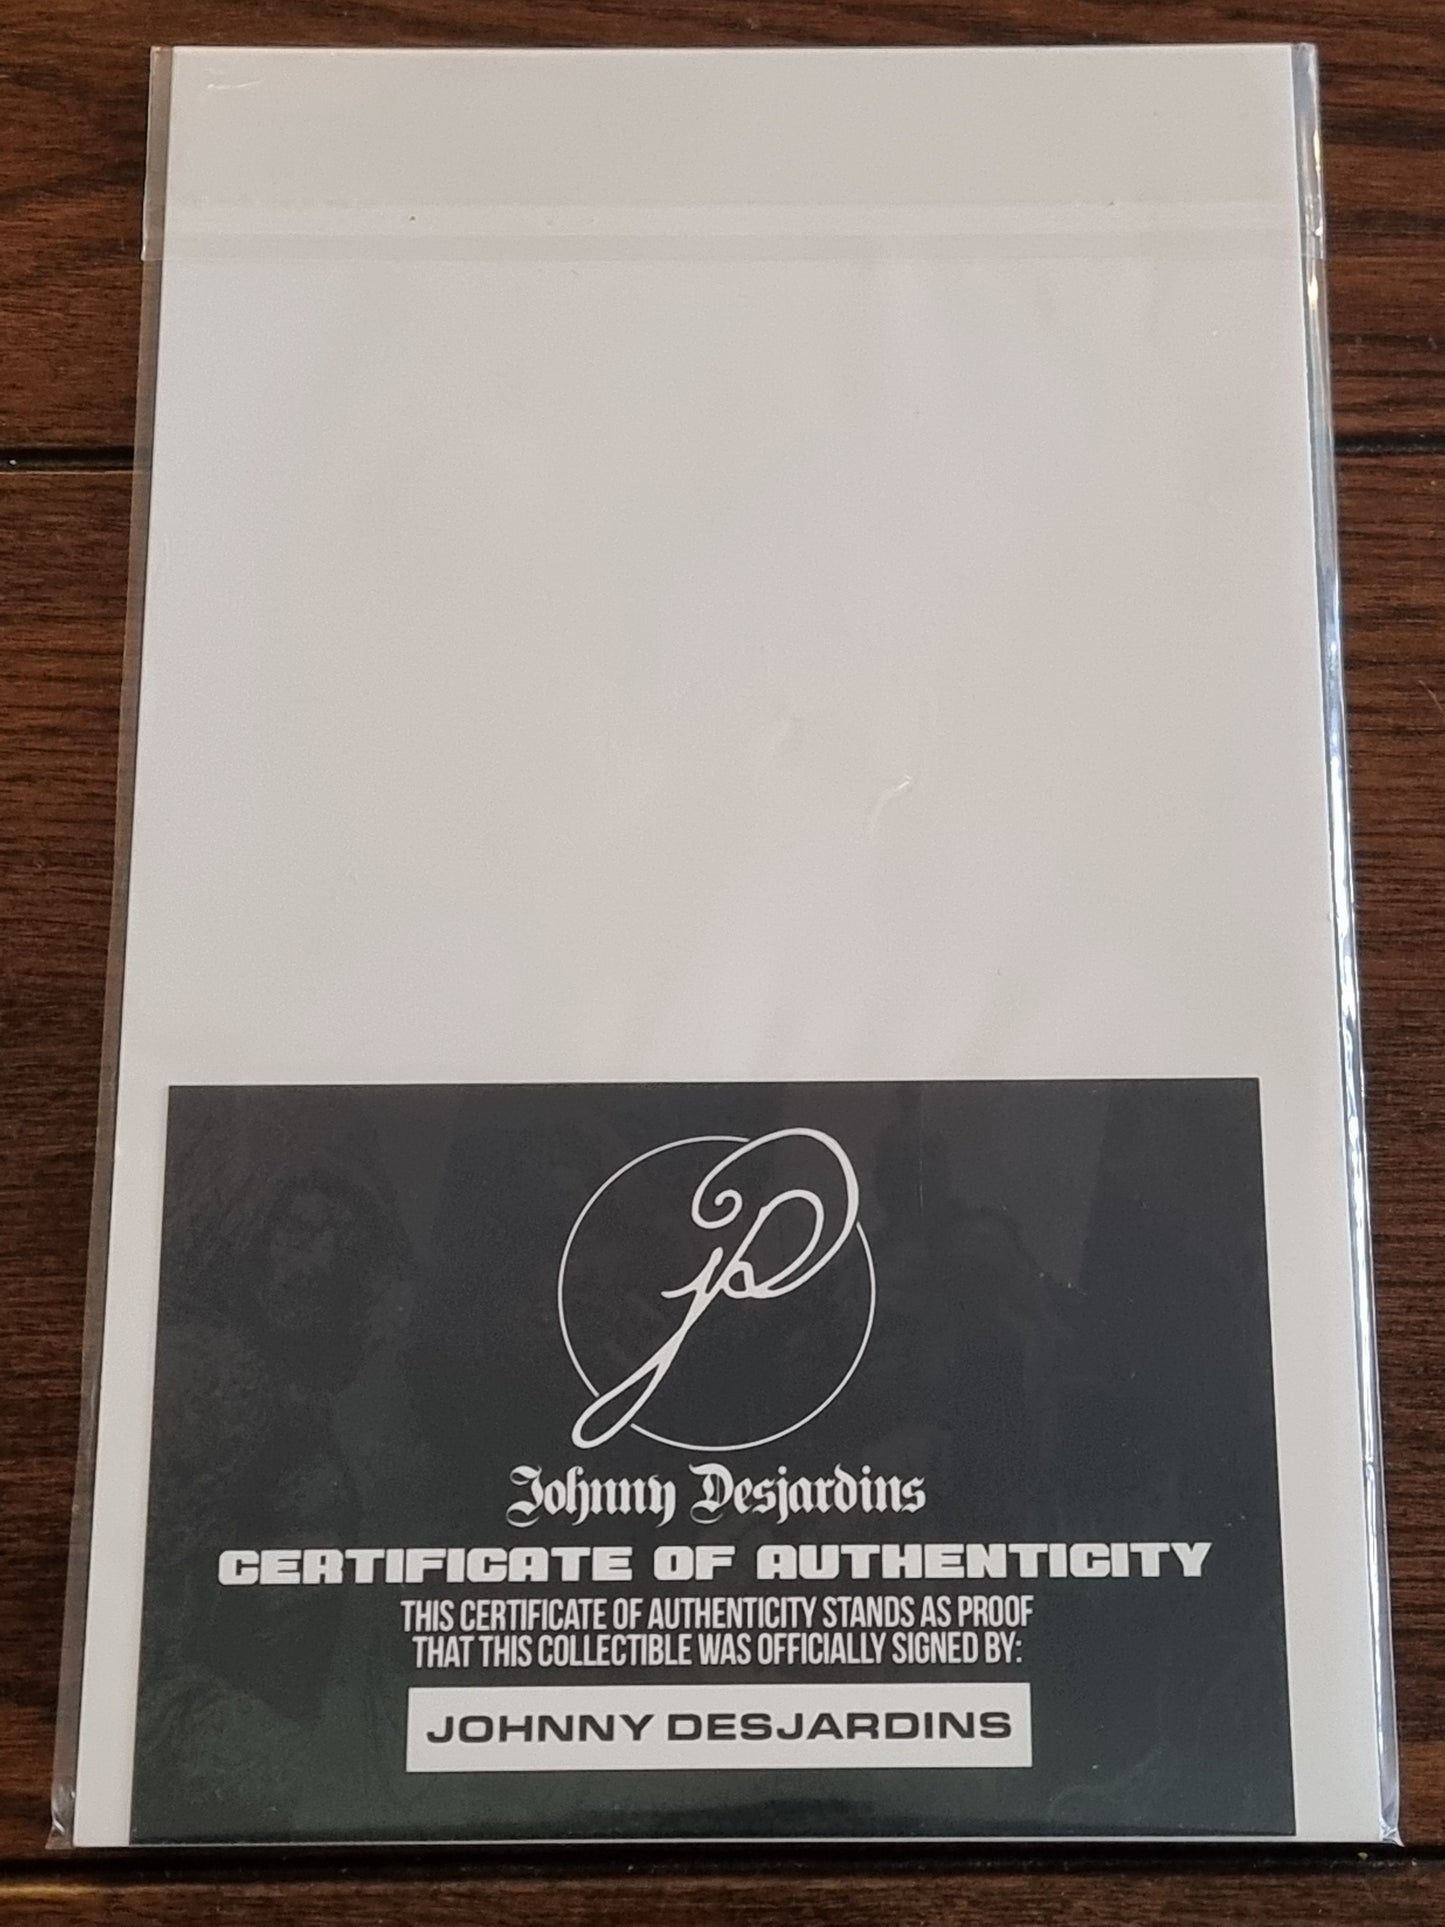 JD
Johnny Desjardins
CERTIFICATE OF AUTHENTICITY
THIS CERTIFICATE OF AUTHENTICITY STANDS AS PROOF
THAT THIS COLLECTIBLE WAS OFFICIALLY SIGNED BY:
JOHNNY DESJARDINS